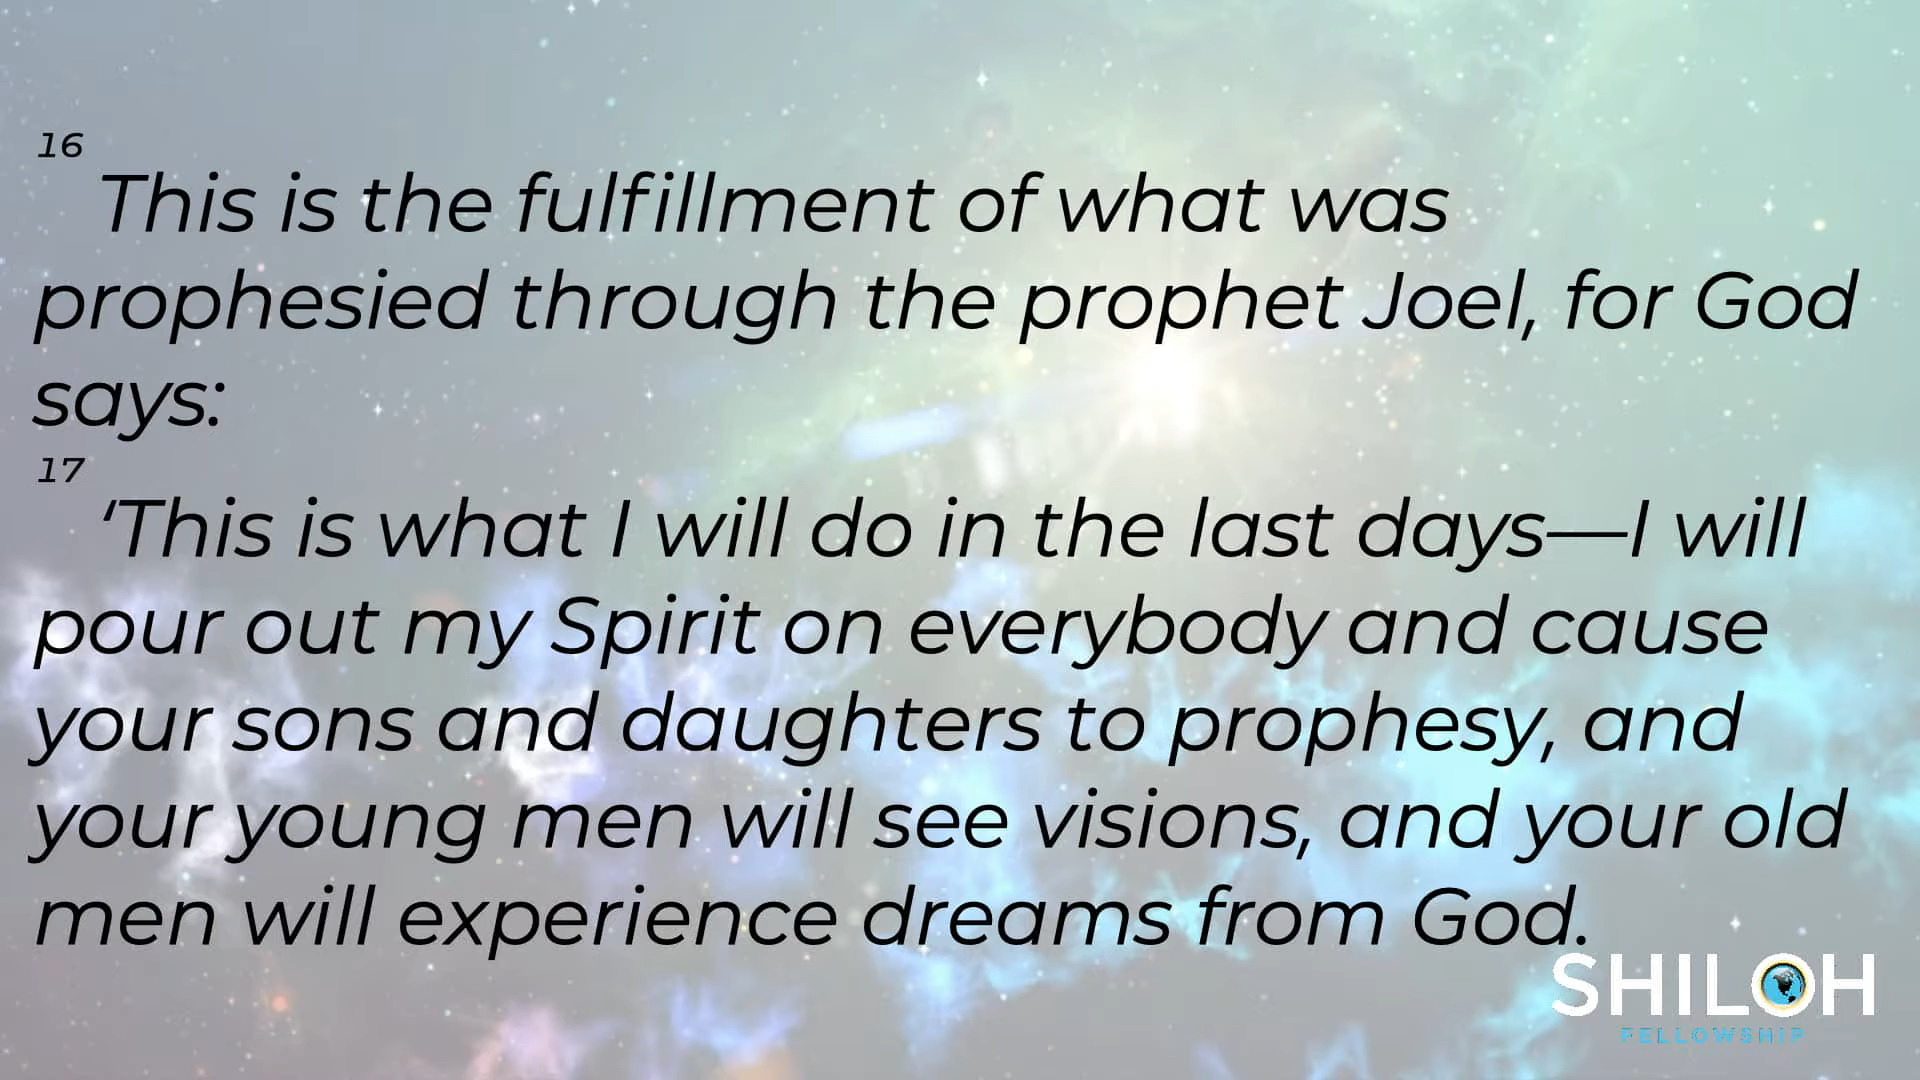 16
This is the fulfillment of what was
prophesied through the prophet Joel, for God
says:
17
‘This is what I will do in the last days—I will
pour out my Spirit on everybody and cause
your sons and daughters to prophesy, and
your young men will see visions, and your old
men will experience dreams from God.
SHILOH
FELLOWSHIP